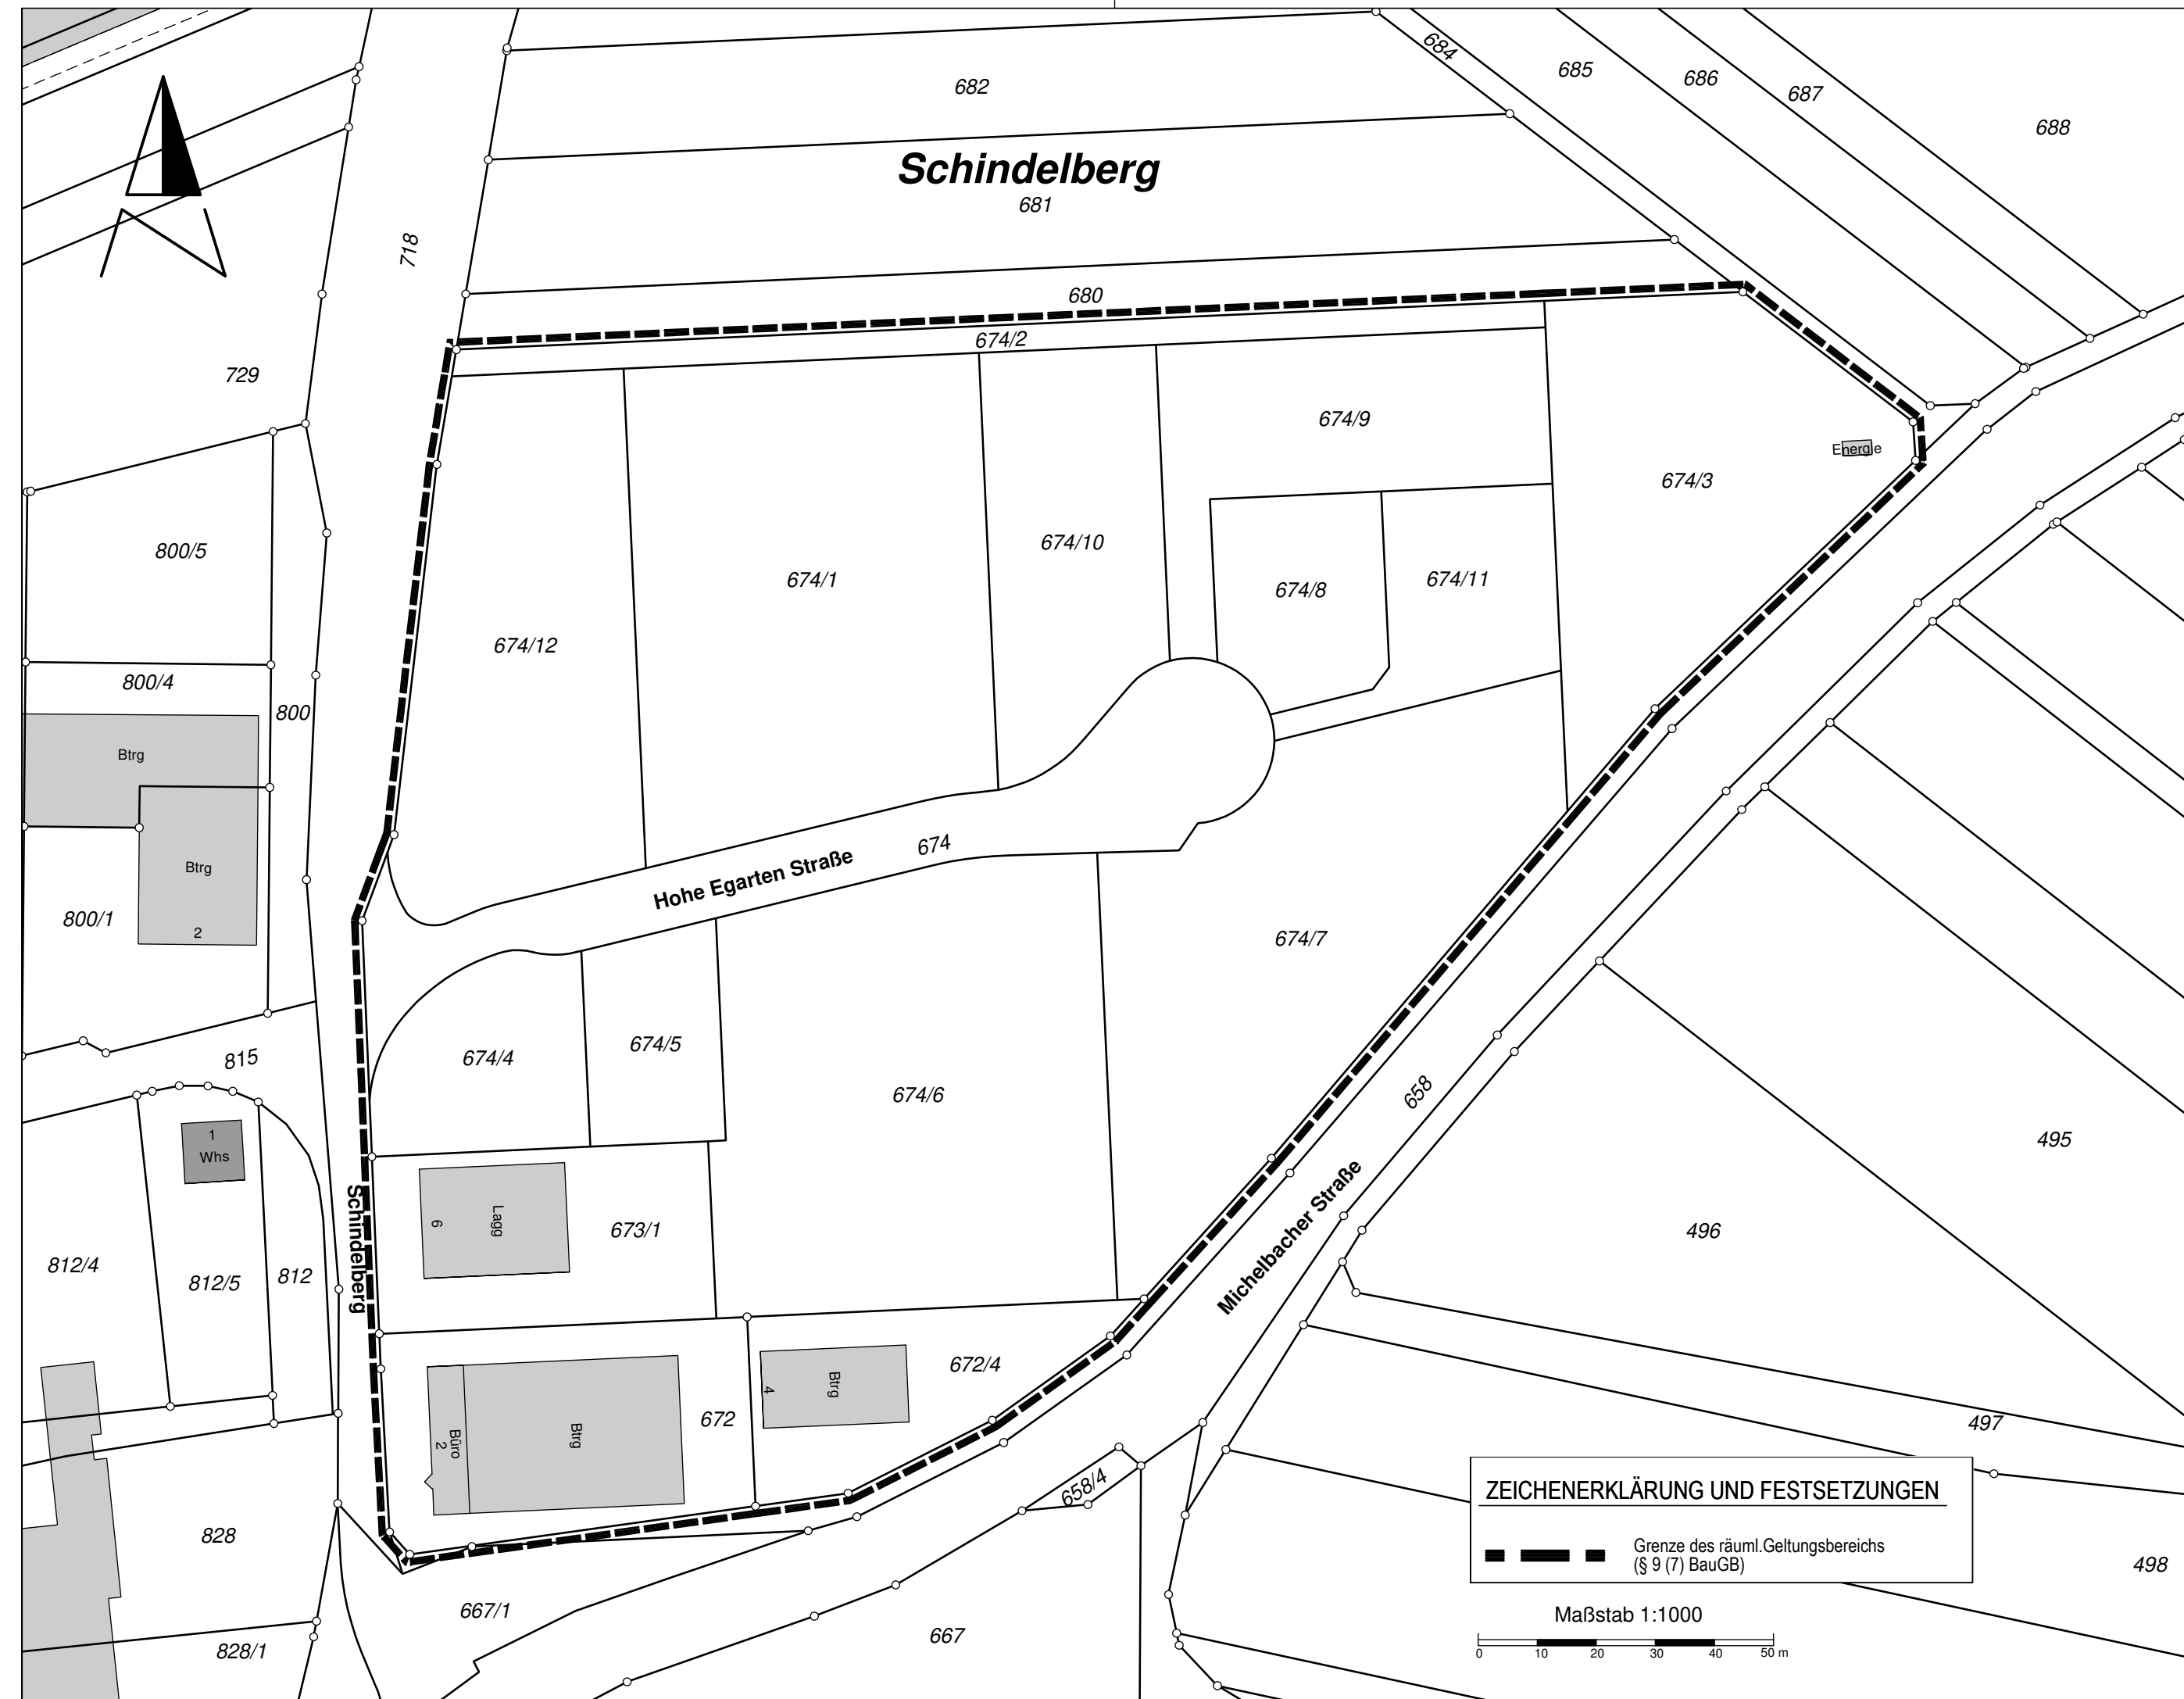 684
685
686
687
688
682
Schindelberg
681
718
680
674/2
729
674/9
Energie
674/3
800/5
674/10
674/1
674/8
674/11
674/12
800/4
800
Btrg
674
Hohe Egarten Straße
Btrg
800/1
2
674/7
815
674/4
674/5
674/6
658
495
1
Whs
Schindelberg
Michelbacher Straße
6
Lagg
673/1
496
812/4
812/5
812
672/4
4
Btrg
672
Büro
2
Btrg
497
658/4
ZEICHENERKLÄRUNG UND FESTSETZUNGEN
Grenze des räuml.Geltungsbereichs
(§ 9 (7) BauGB)
498
828
667/1
667
828/1
Maßstab 1:1000
0 10 20 30 40 50 m